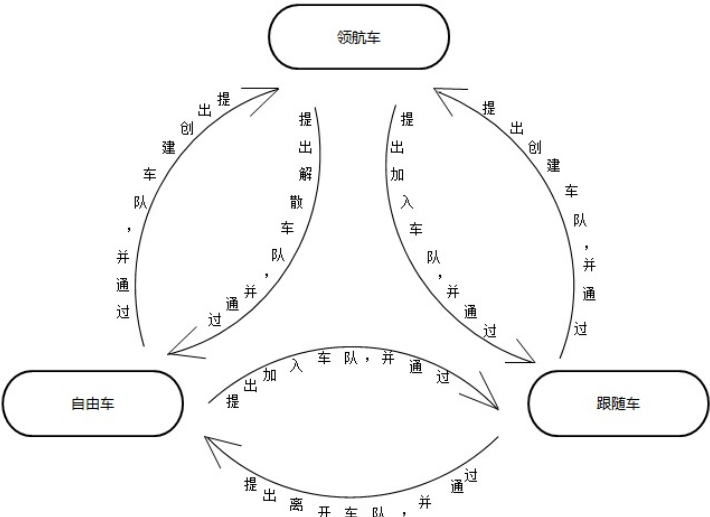 领航车
提出创建车队，并通过
提出解散车队，并通过
提出加入车队，并通过
提出创建车队，并通过
自由车
提出加入车队，并通过
跟随车
提出离开车队，并通过